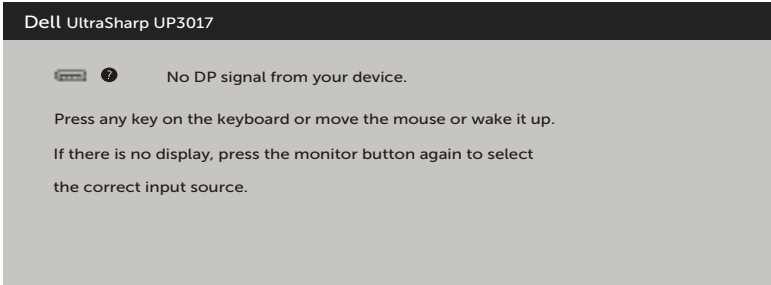 Dell UltraSharp UP3017
? No DP signal from your device.
Press any key on the keyboard or move the mouse or wake it up.
If there is no display, press the monitor button again to select
the correct input source.